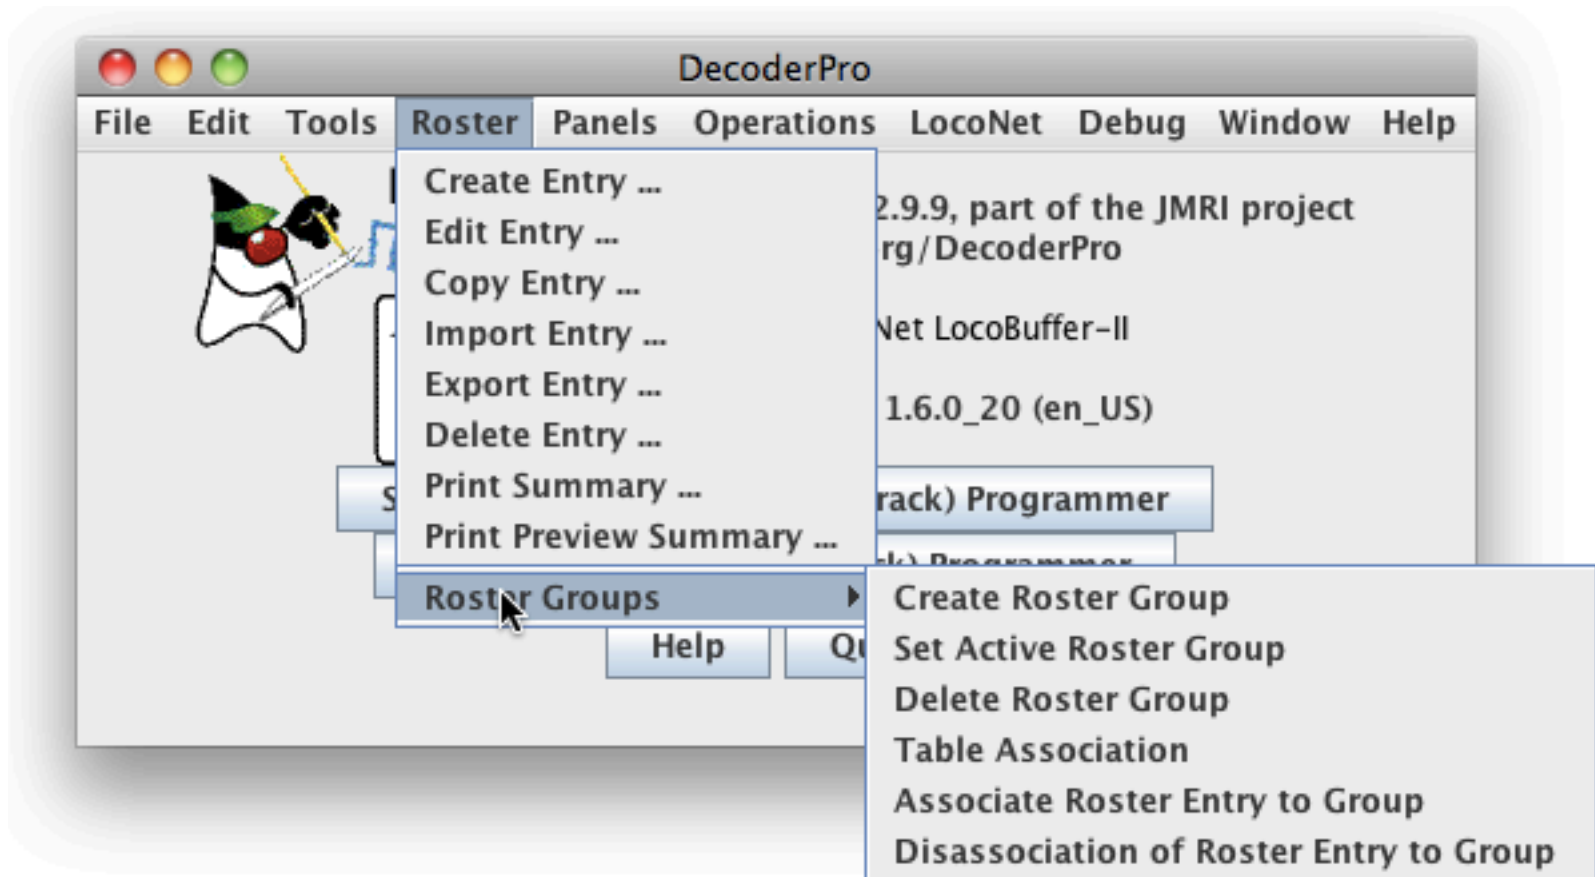 DecoderPro
File Edit Tools Roster Panels Operations LocoNet Debug Window Help
Create Entry ...
Edit Entry ...
Copy Entry ...
Import Entry ...
Export Entry ...
Delete Entry ...
Print Summary ...
Print Preview Summary ...
Roster Groups
2.9.9, part of the JMRI project
rg/DecoderPro
Net LocoBuffer-II
1.6.0_20 (en_US)
S
rack) Programmer
Help
Create Roster Group
Set Active Roster Group
Delete Roster Group
Table Association
Associate Roster Entry to Group
Disassociation of Roster Entry to Group